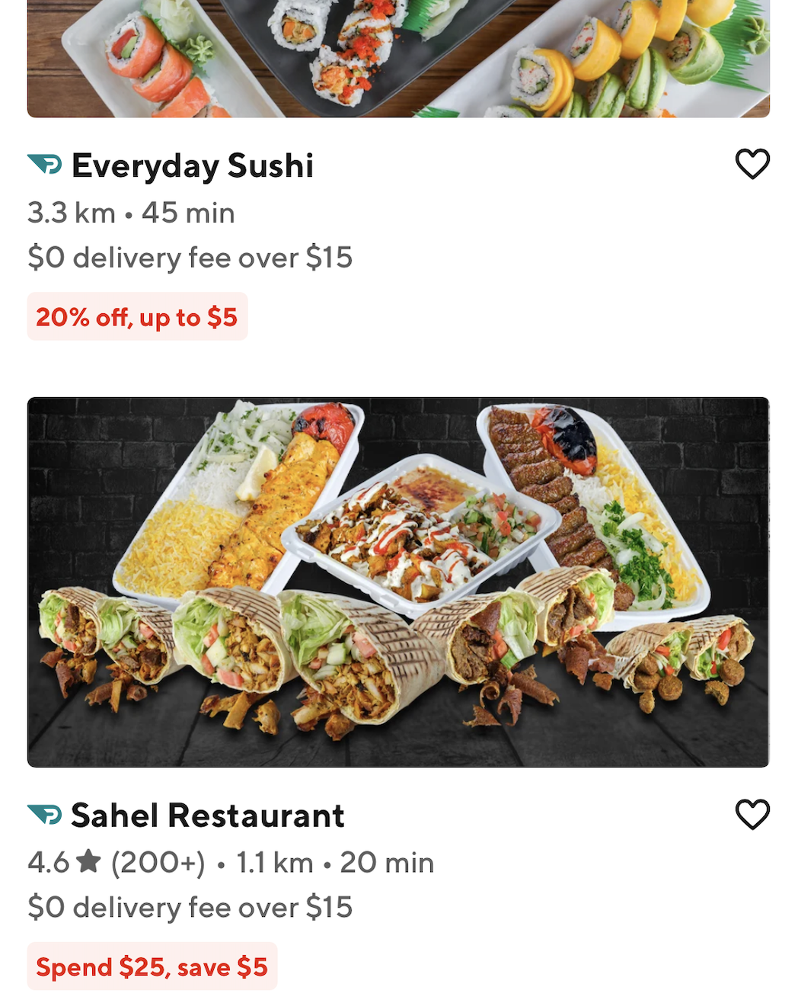 Everyday Sushi
3.3 km • 45 min
$0 delivery fee over $15
20% off, up to $5
Sahel Restaurant
4.6★ (200+) • 1.1 km • 20 min
$0 delivery fee over $15
Spend $25, save $5